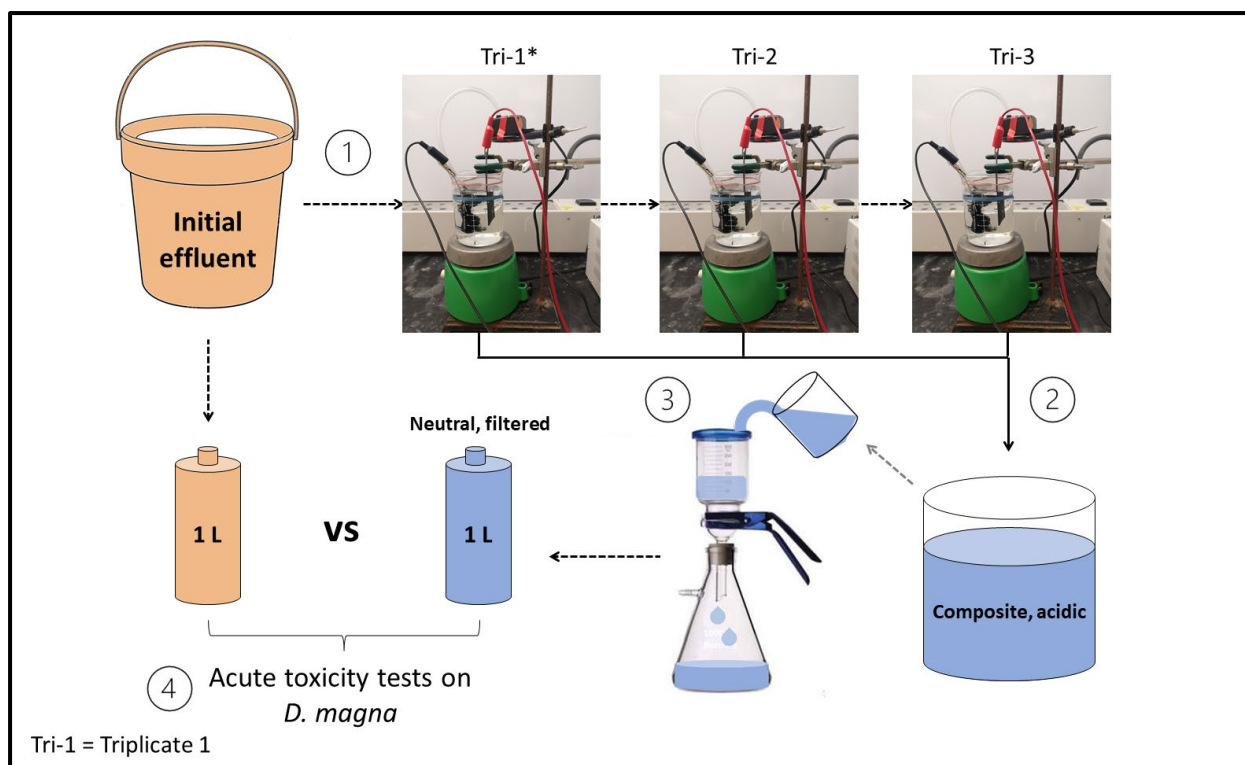 Tri-1*
Tri-2
Tri-3
1
Initial
effluent
3
2
Neutral, filtered
1 L
VS
1 L
Composite, acidic
4
Acute toxicity tests on
D. magna
Tri-1 = Triplicate 1